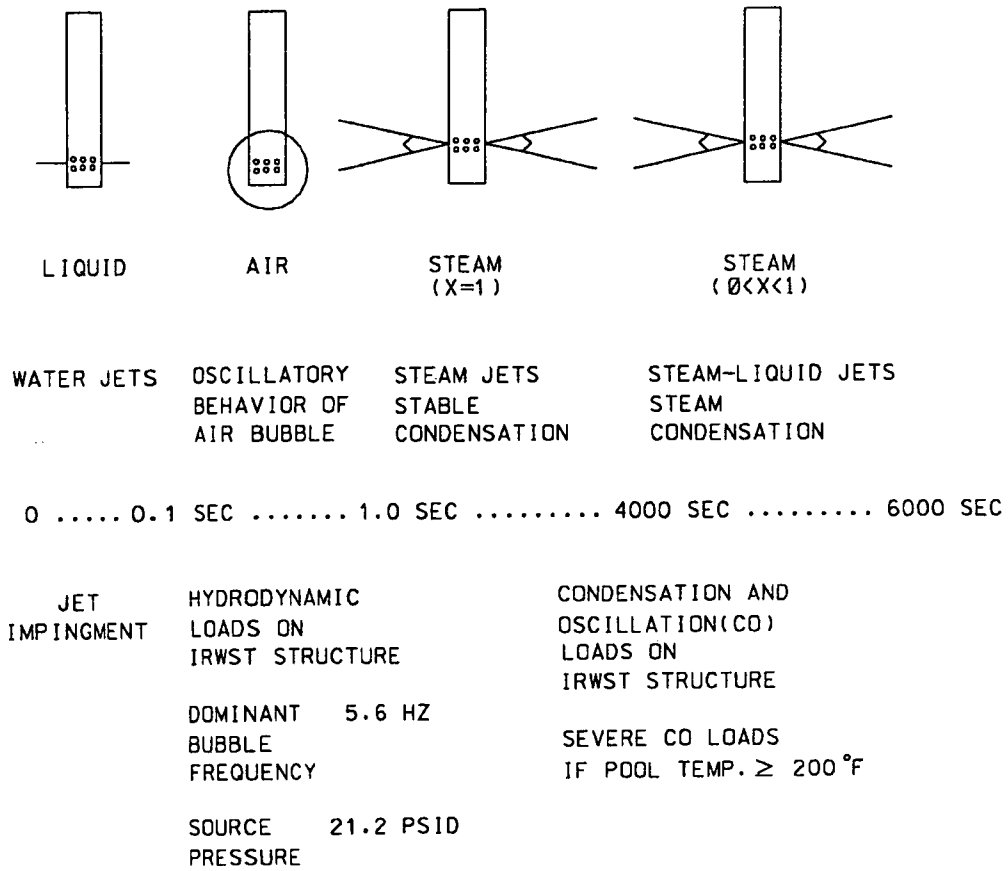 LIQUID
AIR
STEAM
(X=1)
STEAM
(0<X<1)
WATER JETS
OSCILLATORY
BEHAVIOR OF
AIR BUBBLE
STEAM JETS
STABLE
CONDENSATION
STEAM-LIQUID JETS
STEAM
CONDENSATION
0 ..... 0.1 SEC ....... 1.0 SEC ......... 4000 SEC ......... 6000 SEC
JET
IMPINGMENT
HYDRODYNAMIC
LOADS ON
IRWST STRUCTURE
DOMINANT 5.6 HZ
BUBBLE
FREQUENCY
SOURCE 21.2 PSID
PRESSURE
CONDENSATION AND
OSCILLATION(CO)
LOADS ON
IRWST STRUCTURE
SEVERE CO LOADS
IF POOL TEMP. ≥ 200°F